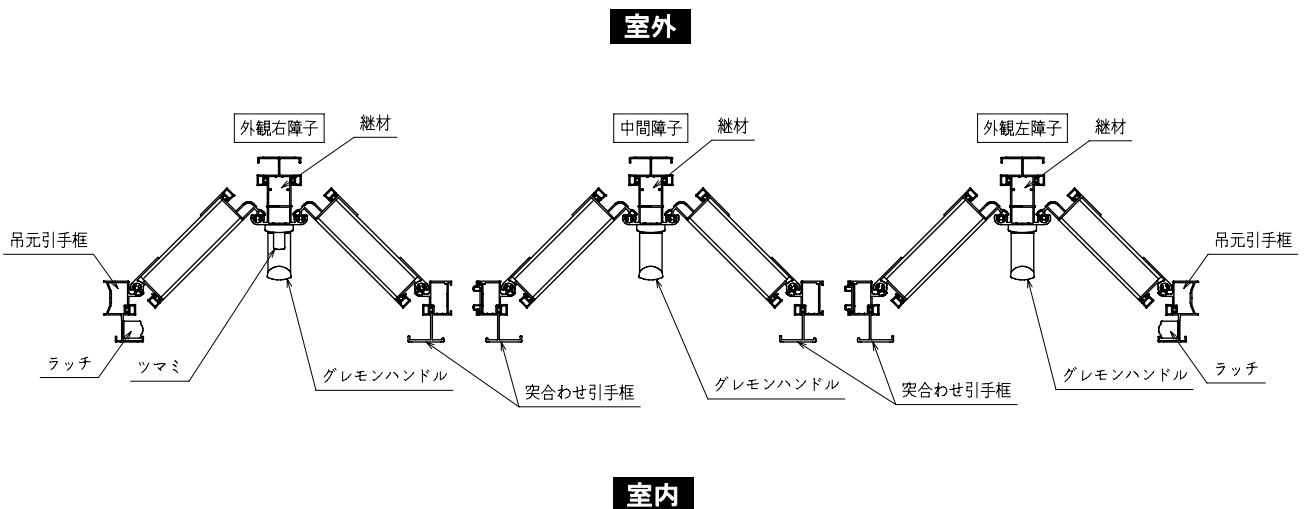 室外
外観右障子
継材
中間障子
継材
外観左障子
継材
吊元引手框
吊元引手框
ラッチ
ツマミ
グレモンハンドル
突合わせ引手框
グレモンハンドル
突合わせ引手框
グレモンハンドル
ラッチ
室内